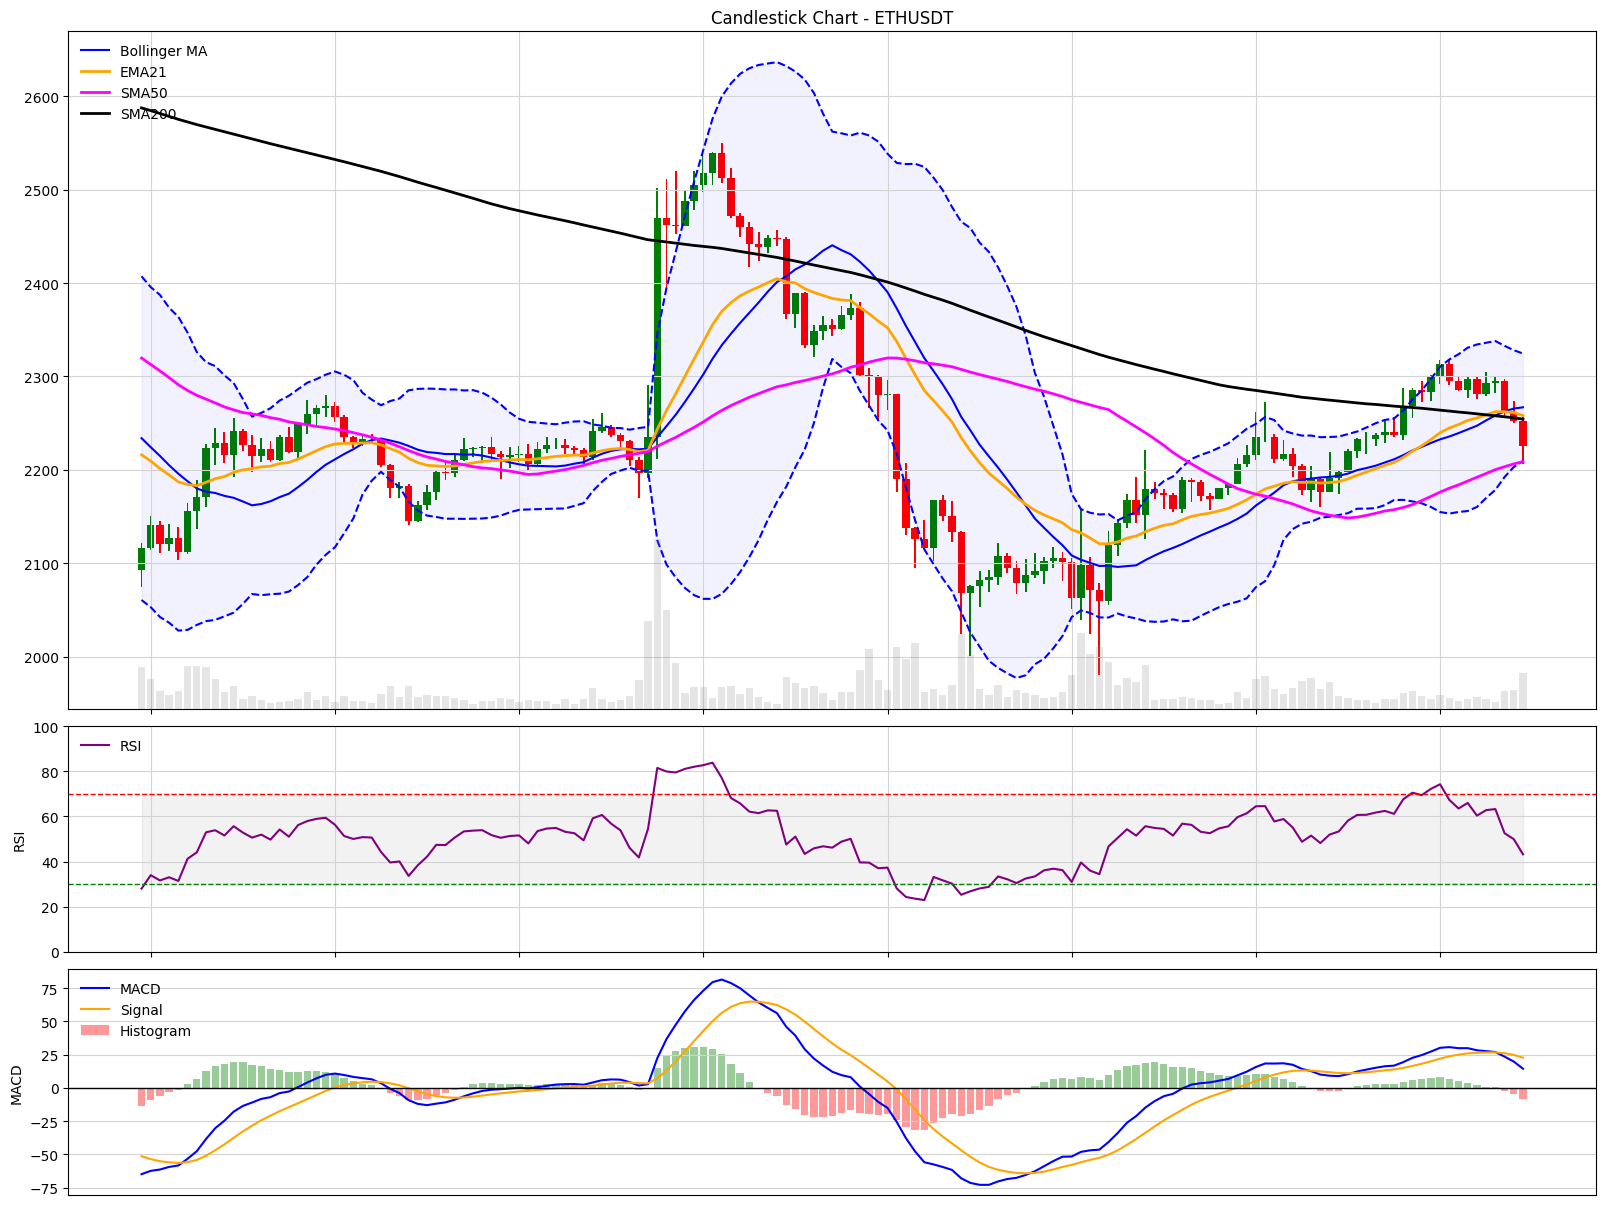 Candlestick Chart - ETHUSDT
Bollinger MA
EMA21
SMA50
SMA200
2600
2500
2400
2300
2200
2100
2000
RSI
100
80
60
40
20
0
RSI
MACD
Signal
Histogram
75
50
25
0
−25
−50
−75
MACD